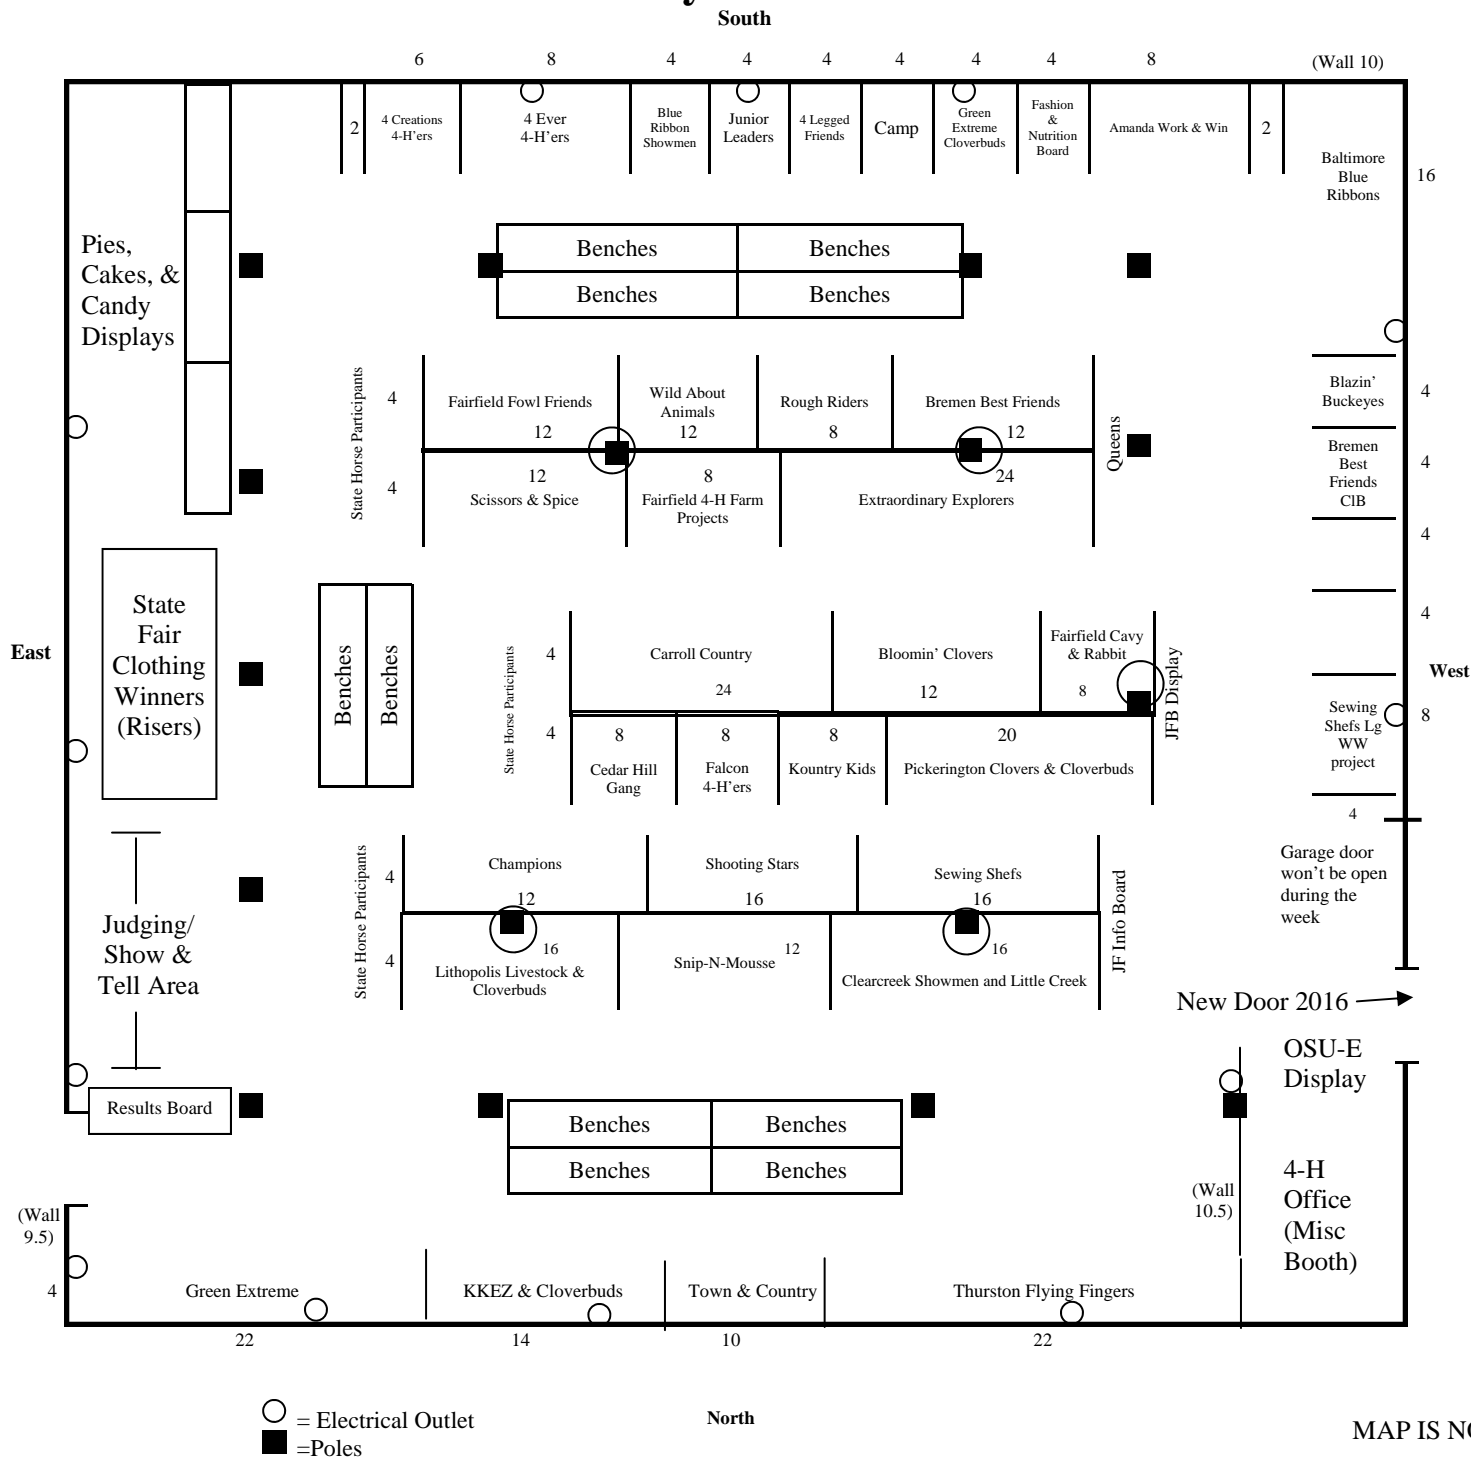 South
6 8 4 4 4 4 4 4 8 (Wall 10)
2
4 Creations
4-H'ers
4 Ever
4-H'ers
Blue
Ribbon
Showmen
Junior
Leaders
4 Legged
Friends
Camp
Green
Extreme
Cloverbuds
Fashion
&
Nutrition
Board
Amanda Work & Win
2
Baltimore
Blue
Ribbons
16
Pies,
Cakes, &
Candy
Displays
Benches Benches
Benches Benches
State Horse Participants
4
4
Fairfield Fowl Friends
12
Wild About
Animals
12
Rough Riders
8
Bremen Best Friends
12
Queens
12
Scissors & Spice
8
Fairfield 4-H Farm
Projects
24
Extraordinary Explorers
Blazin'
Buckeyes
4
Bremen
Best
Friends
ClB
4
4
4
East
State
Fair
Clothing
Winners
(Risers)
Benches
Benches
State Horse Participants
4
4
Carroll Country
24
Bloomin' Clovers
12
Fairfield Cavy
& Rabbit
8
JFB Display
8
Cedar Hill
Gang
8
Falcon
4-H'ers
8
Kountry Kids
20
Pickerington Clovers & Cloverbuds
West
Sewing
Shefs Lg
WW
project
8
4
Garage door
won't be open
during the
week
Judging/
Show &
Tell Area
State Horse Participants
4
4
Champions
12
Shooting Stars
16
Sewing Shefs
16
JF Info Board
16
Lithopolis Livestock &
Cloverbuds
12
Snip-N-Mousse
16
Clearcreek Showmen and Little Creek
New Door 2016
OSU-E
Display
Results Board
Benches Benches
Benches Benches
(Wall
10.5)
4-H
Office
(Misc
Booth)
(Wall
9.5)
4
Green Extreme
KKEZ & Cloverbuds
Town & Country
Thurston Flying Fingers
22 14 10 22
= Electrical Outlet
=Poles
North
MAP IS